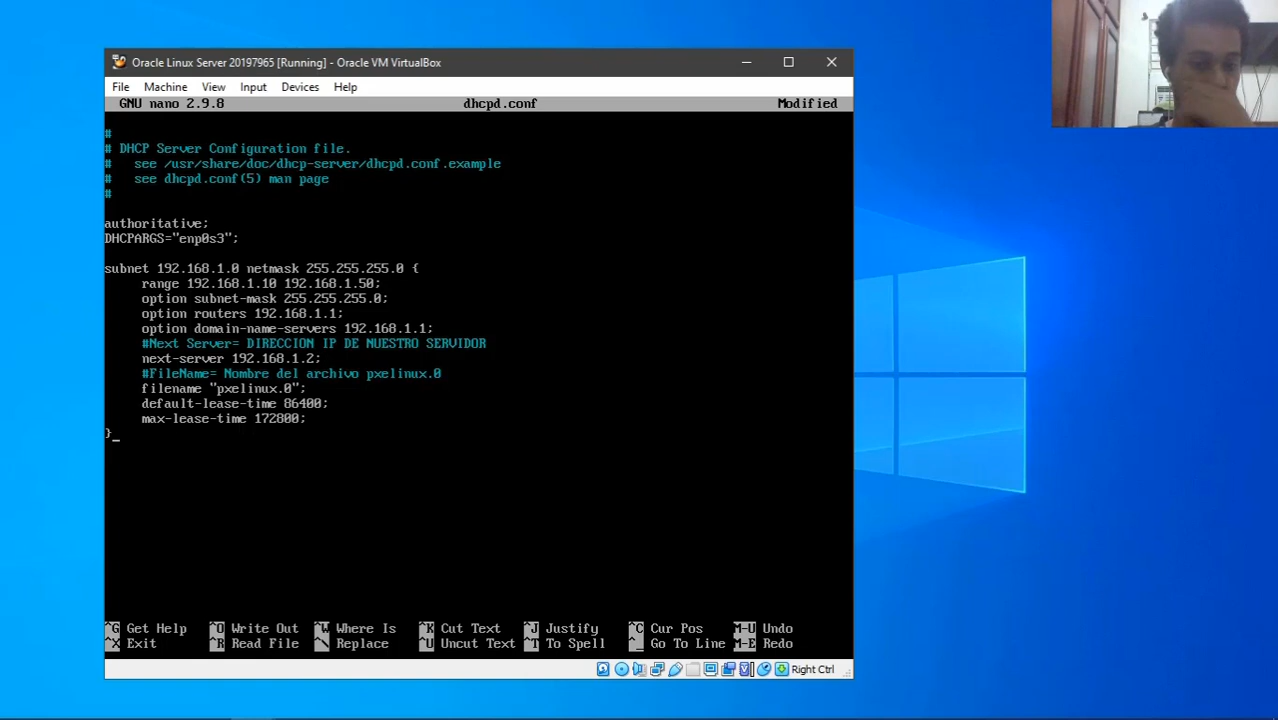 Oracle Linux Server 20197965 [Running] - Oracle VM VirtualBox
File Machine View Input Devices Help
GNU nano 2.9.8 dhcpd.conf Modified
#
# DHCP Server Configuration file.
#   see /usr/share/doc/dhcp-server/dhcpd.conf.example
#   see dhcpd.conf(5) man page
#
authoritative;
DHCPARGS="enp0s3";
subnet 192.168.1.0 netmask 255.255.255.0 {
range 192.168.1.10 192.168.1.50;
option subnet-mask 255.255.255.0;
option routers 192.168.1.1;
option domain-name-servers 192.168.1.1;
#Next Server= DIRECCION IP DE NUESTRO SERVIDOR
next-server 192.168.1.2;
#FileName= Nombre del archivo pxelinux.0
filename "pxelinux.0";
default-lease-time 86400;
max-lease-time 172800;
}_
^G Get Help ^O Write Out ^W Where Is ^K Cut Text ^J Justify ^C Cur Pos M-U Undo
^X Exit ^R Read File ^\ Replace ^U Uncut Text ^T To Spell ^_ Go To Line M-E Redo
Right Ctrl